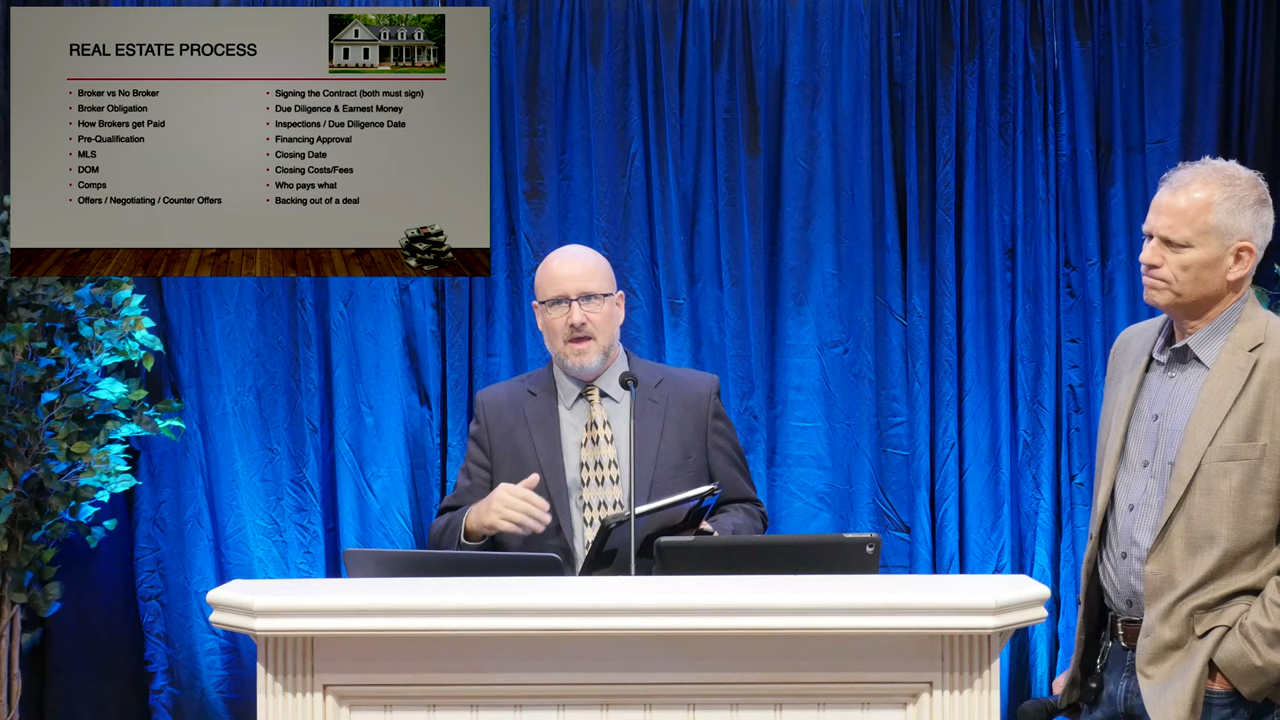 REAL ESTATE PROCESS
• Broker vs No Broker
• Broker Obligation
• How Brokers get Paid
• Pre-Qualification
• MLS
• DOM
• Comps
• Offers / Negotiating / Counter Offers
• Signing the Contract (both must sign)
• Due Diligence & Earnest Money
• Inspections / Due Diligence Date
• Financing Approval
• Closing Date
• Closing Costs/Fees
• Who pays what
• Backing out of a deal